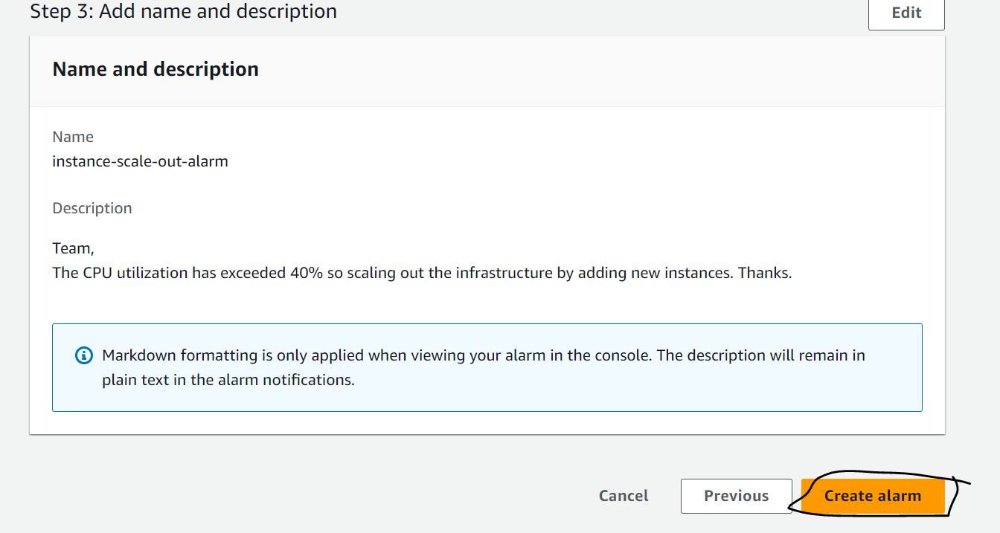 Step 3: Add name and description
Edit
Name and description
Name
instance-scale-out-alarm
Description
Team,
The CPU utilization has exceeded 40% so scaling out the infrastructure by adding new instances. Thanks.
Markdown formatting is only applied when viewing your alarm in the console. The description will remain in
plain text in the alarm notifications.
Cancel
Previous
Create alarm